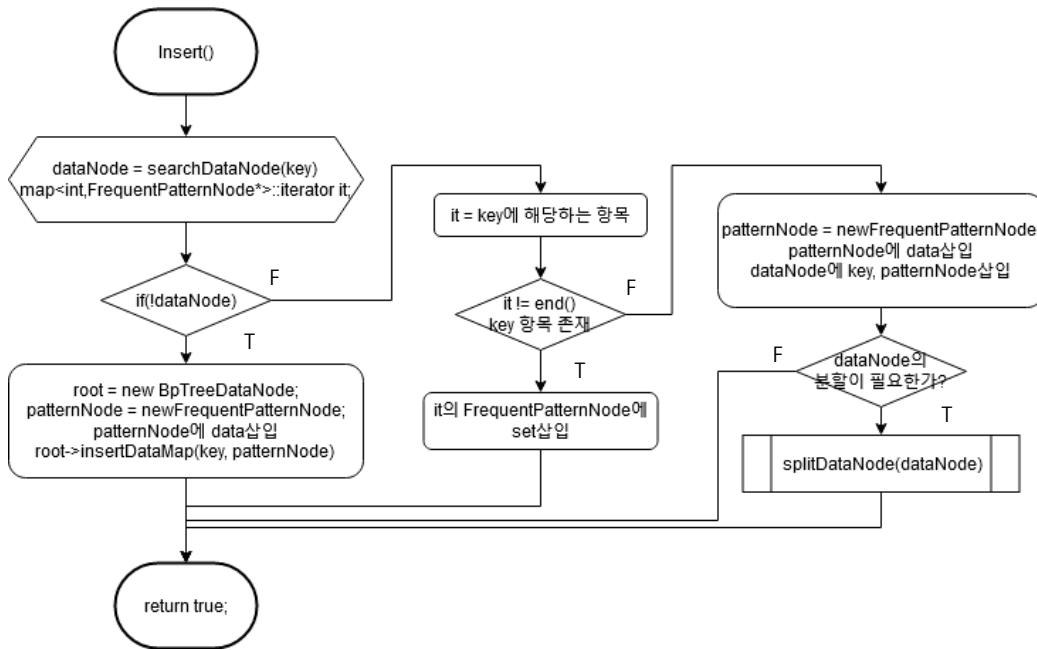 Insert()
dataNode = searchDataNode(key)
map<int,FrequentPatternNode*>::iterator it;
if(!dataNode)
F
T
root = new BpTreeDataNode;
patternNode = newFrequentPatternNode;
patternNode에 data삽입
root->insertDataMap(key, patternNode)
it = key에 해당하는 항목
it != end()
key 항목 존재
F
T
it의 FrequentPatternNode에
set삽입
patternNode = newFrequentPatternNode
patternNode에 data삽입
dataNode에 key, patternNode삽입
dataNode의
분할이 필요한가?
F
T
splitDataNode(dataNode)
return true;